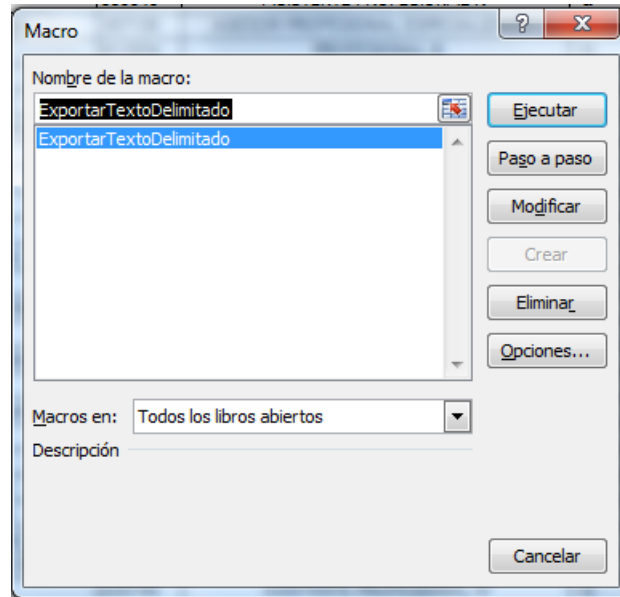 Macro
Nombre de la macro:
ExportarTextoDelimitado
ExportarTextoDelimitado
Ejecutar
Paso a paso
Modificar
Crear
Eliminar
Opciones...
Macros en: Todos los libros abiertos
Descripción
Cancelar